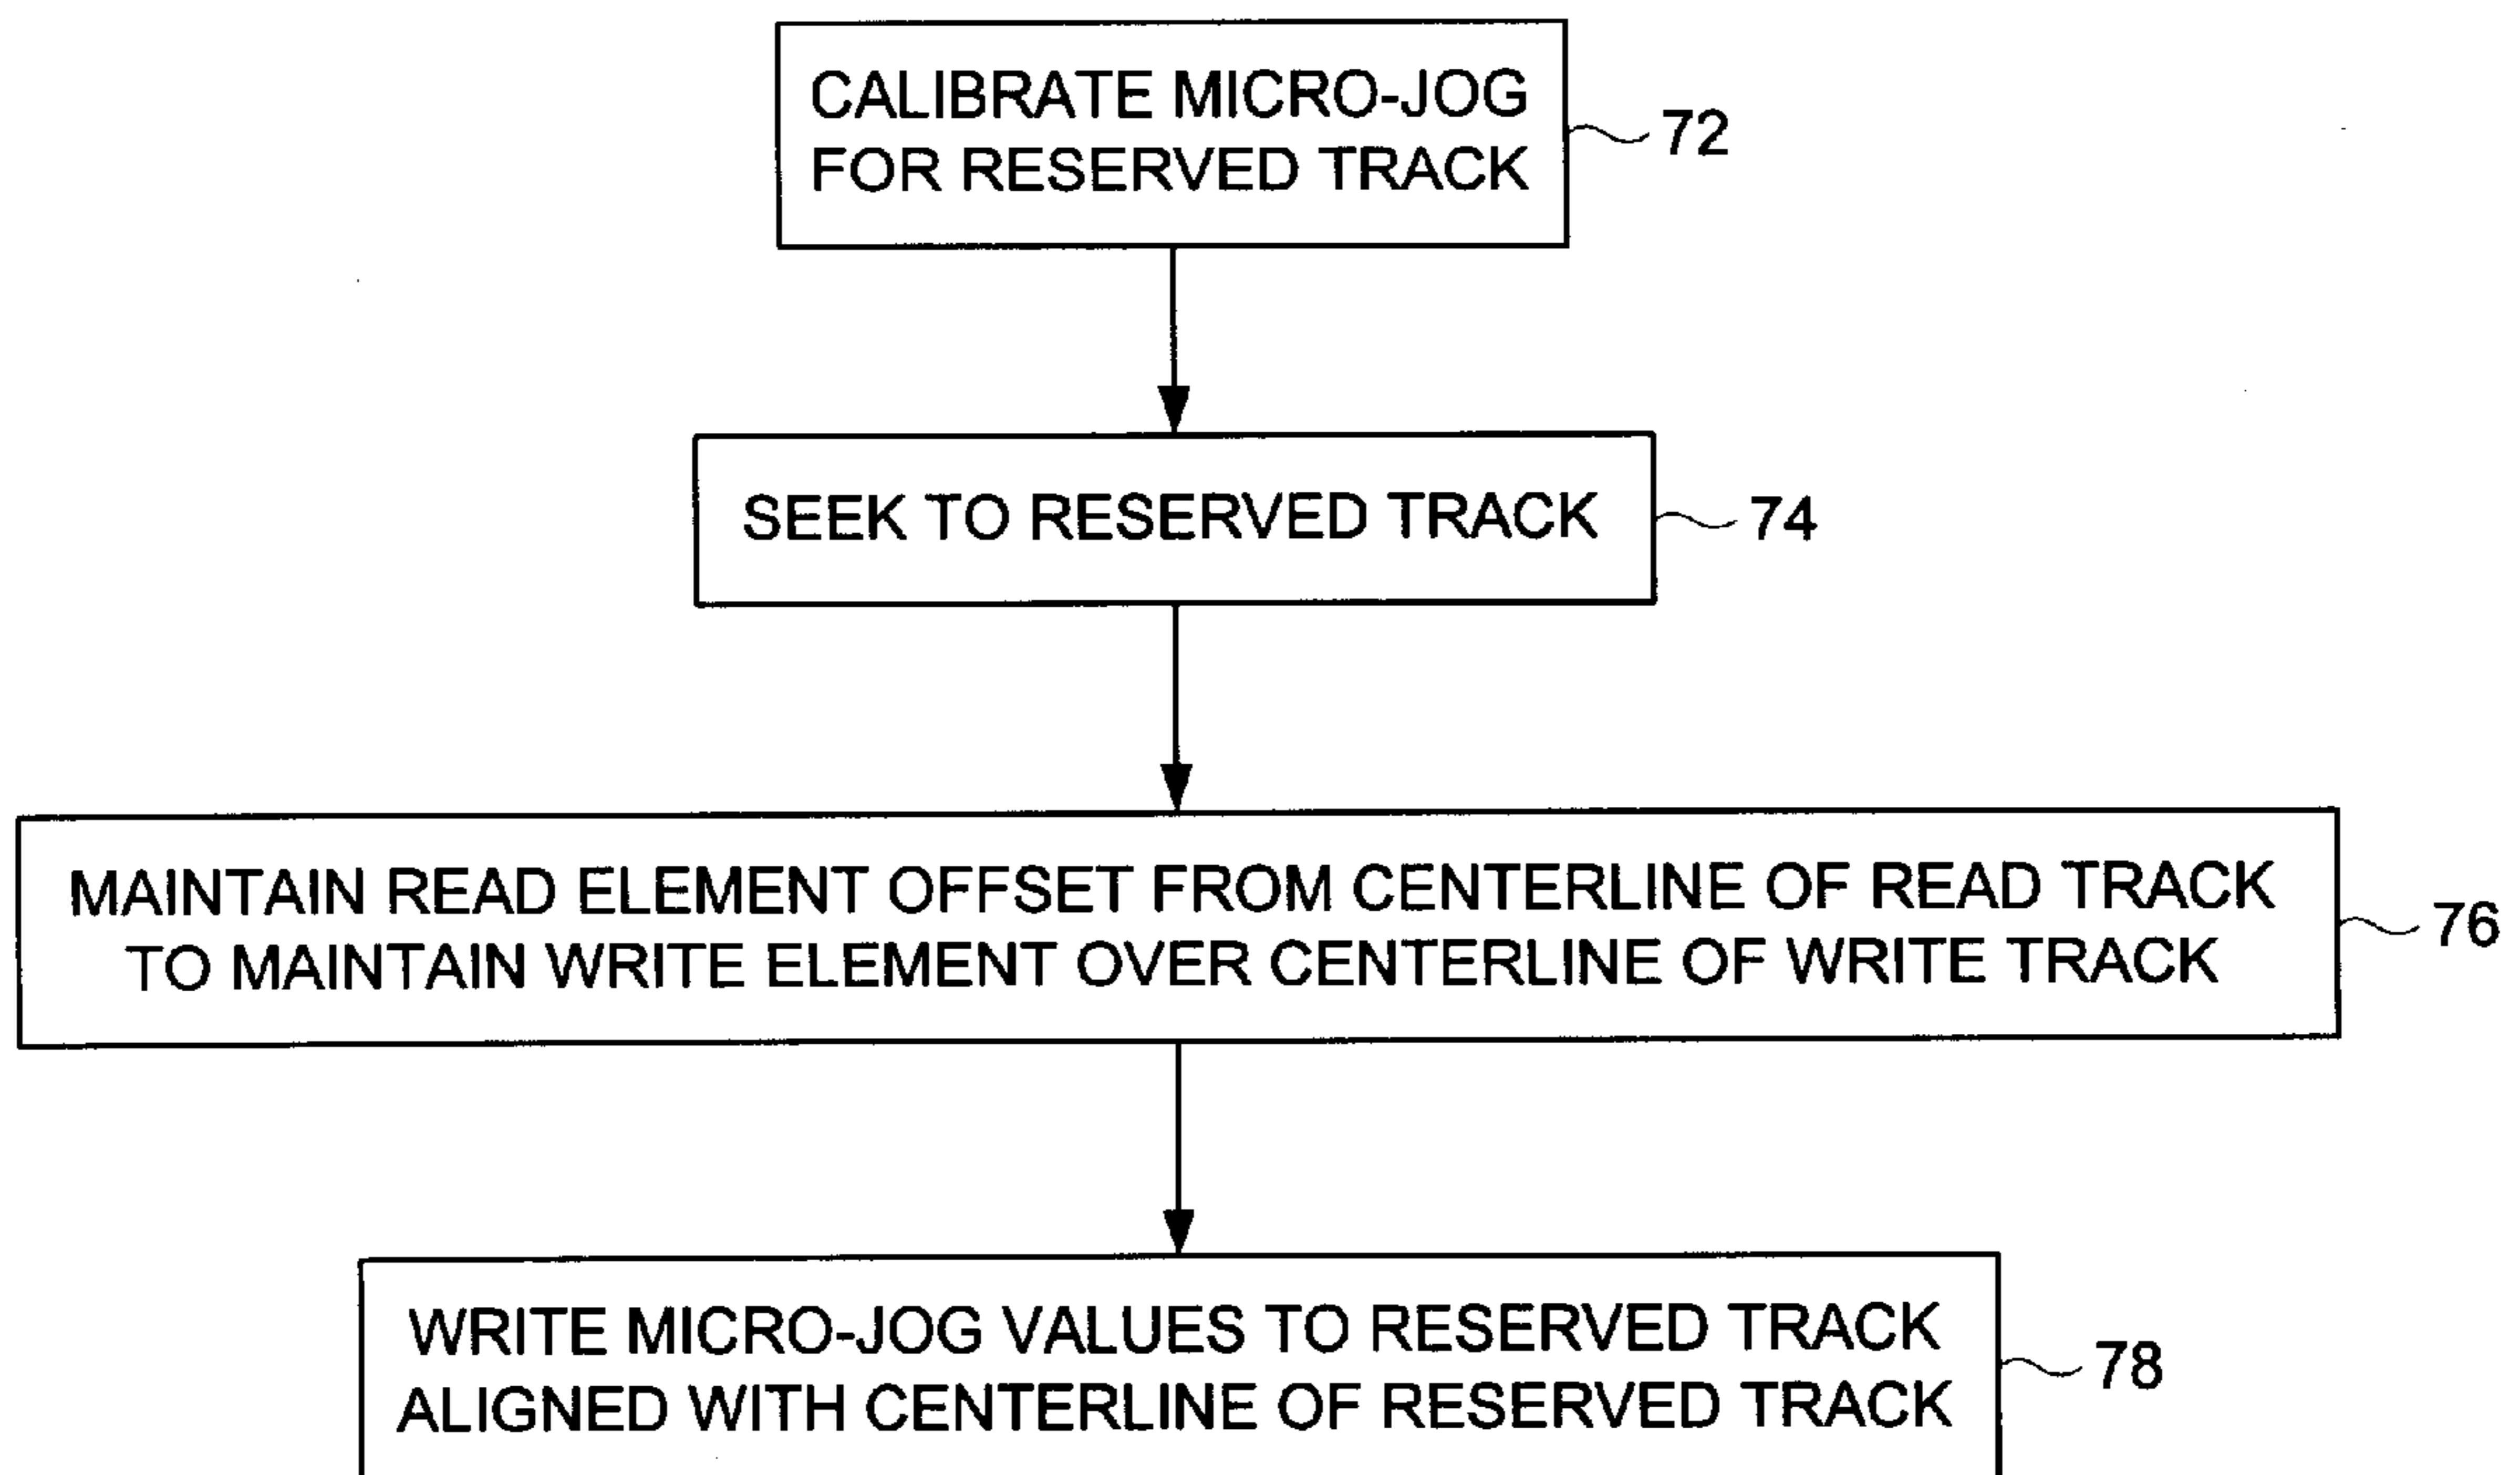 CALIBRATE MICRO-JOG
FOR RESERVED TRACK
72
SEEK TO RESERVED TRACK
74
MAINTAIN READ ELEMENT OFFSET FROM CENTERLINE OF READ TRACK
TO MAINTAIN WRITE ELEMENT OVER CENTERLINE OF WRITE TRACK
76
WRITE MICRO-JOG VALUES TO RESERVED TRACK
ALIGNED WITH CENTERLINE OF RESERVED TRACK
78